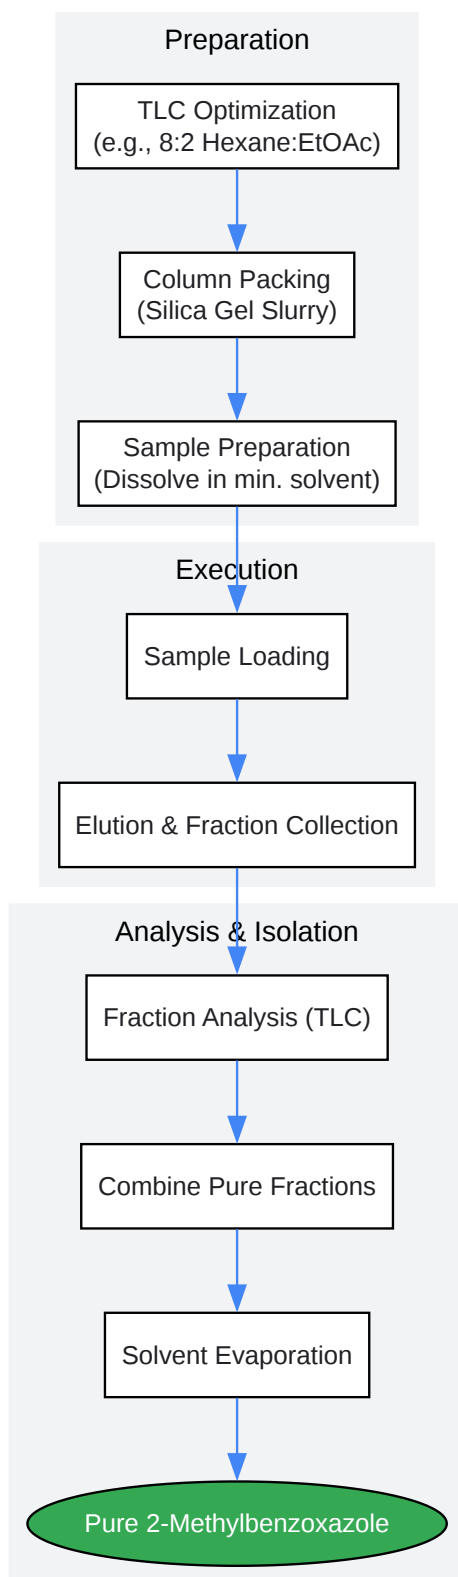 Preparation
TLC Optimization
(e.g., 8:2 Hexane:EtOAc)
Column Packing
(Silica Gel Slurry)
Sample Preparation
(Dissolve in min. solvent)
Execution
Sample Loading
Elution & Fraction Collection
Analysis & Isolation
Fraction Analysis (TLC)
Combine Pure Fractions
Solvent Evaporation
Pure 2-Methylbenzoxazole